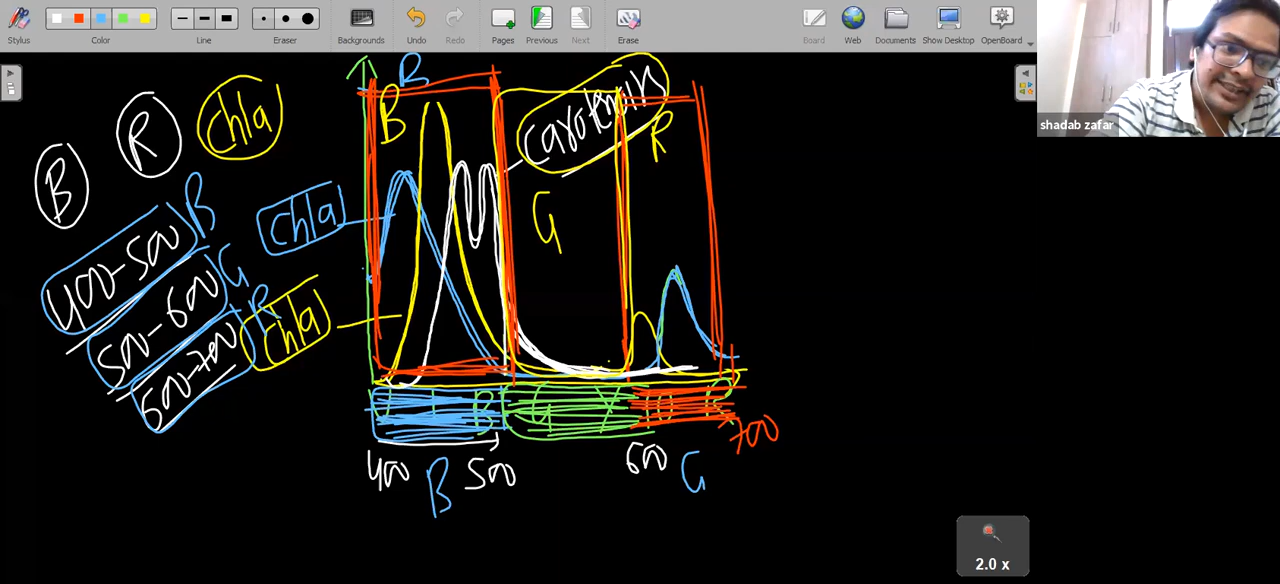 Stylus
Color
Line
Eraser
Backgrounds
Undo
Redo
Pages
Previous
Next
Erase
Board
Web
Documents
Show Desktop
OpenBoard
shadab zafar
R
B
R
Chla
B
carotenoids
R
400-500
B
Chla
G
500-600
G
600-700
R
Chla
400
500
600
700
B
G
2.0 x